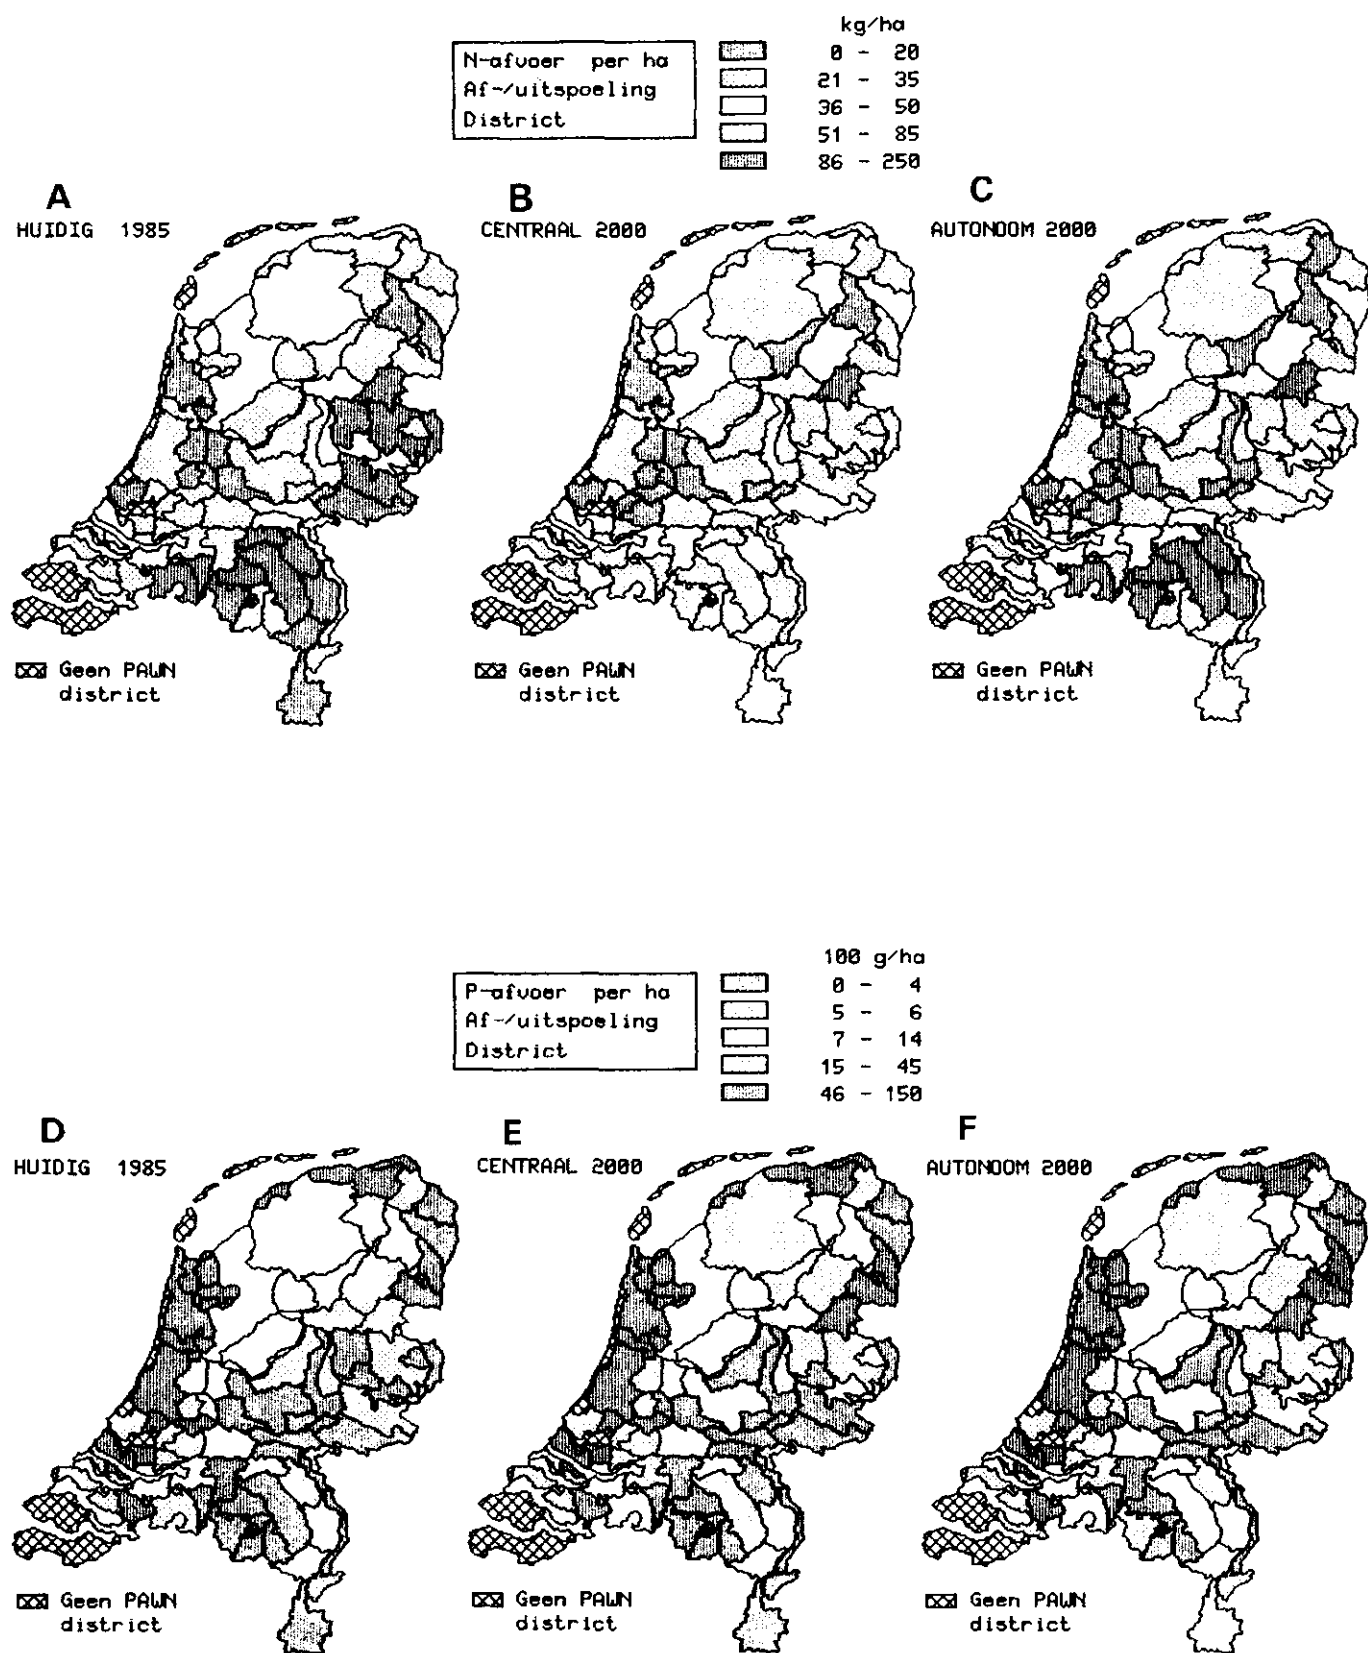 kg/ha
N-afvoer per ha
Af-/uitspoeling
District
0 - 20
21 - 35
36 - 50
51 - 85
86 - 250
A
HUIDIG 1985
B
CENTRAAL 2000
C
AUTONOOM 2000
Geen PAWN
district
Geen PAWN
district
Geen PAWN
district
100 g/ha
P-afvoer per ha
Af-/uitspoeling
District
0 - 4
5 - 6
7 - 14
15 - 45
46 - 150
D
HUIDIG 1985
E
CENTRAAL 2000
F
AUTONOOM 2000
Geen PAWN
district
Geen PAWN
district
Geen PAWN
district